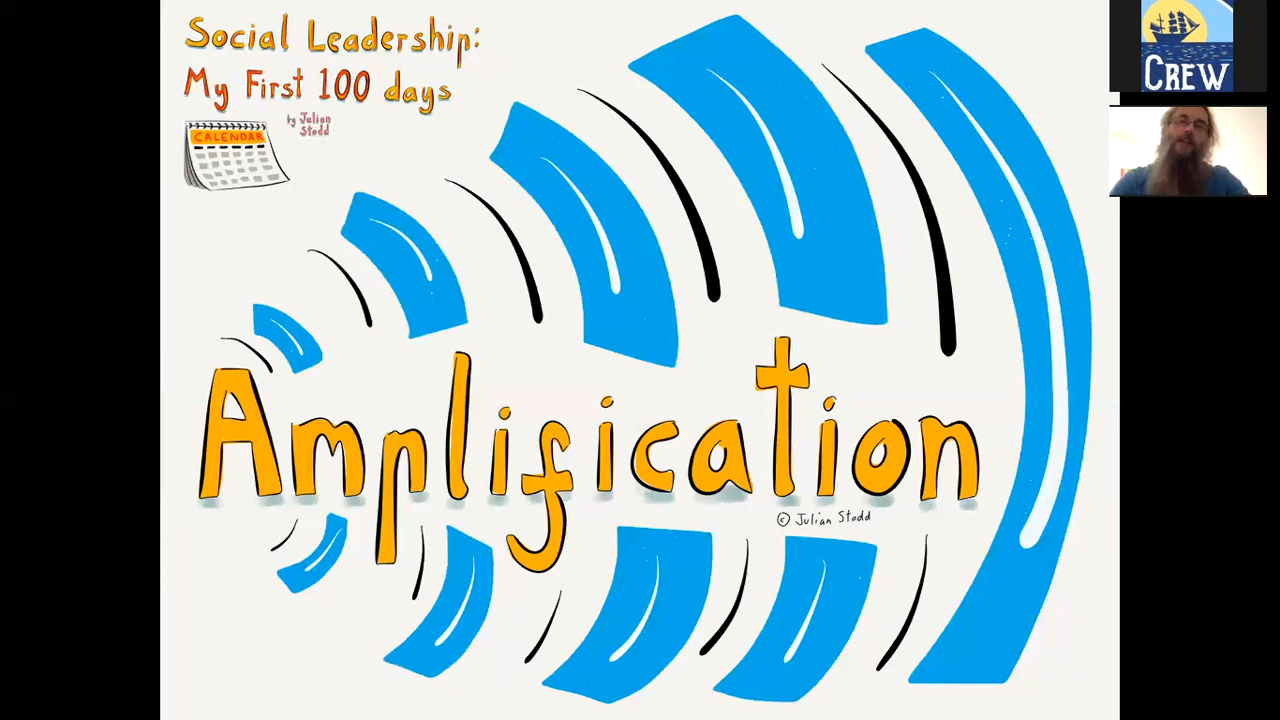 Social Leadership:
My First 100 days
by Julian
Stodd
CALENDAR
Amplification
© Julian Stodd
CREW